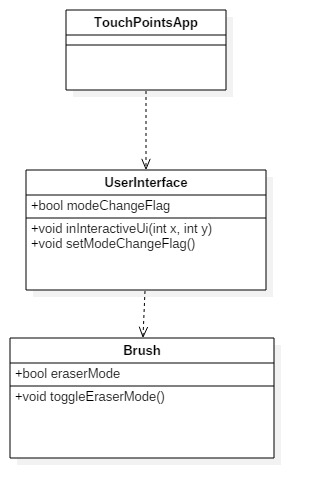 TouchPointsApp
UserInterface
+bool modeChangeFlag
+void inInteractiveUi(int x, int y)
+void setModeChangeFlag()
Brush
+bool eraserMode
+void toggleEraserMode()